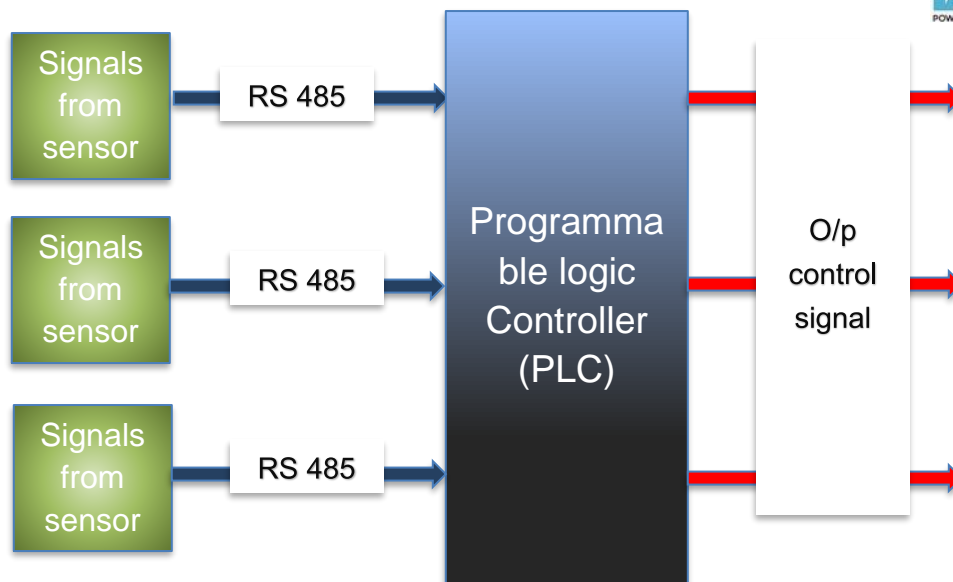 POW
Signals
from
sensor
RS 485
Signals
from
sensor
RS 485
Signals
from
sensor
RS 485
Programma
ble logic
Controller
(PLC)
O/p
control
signal